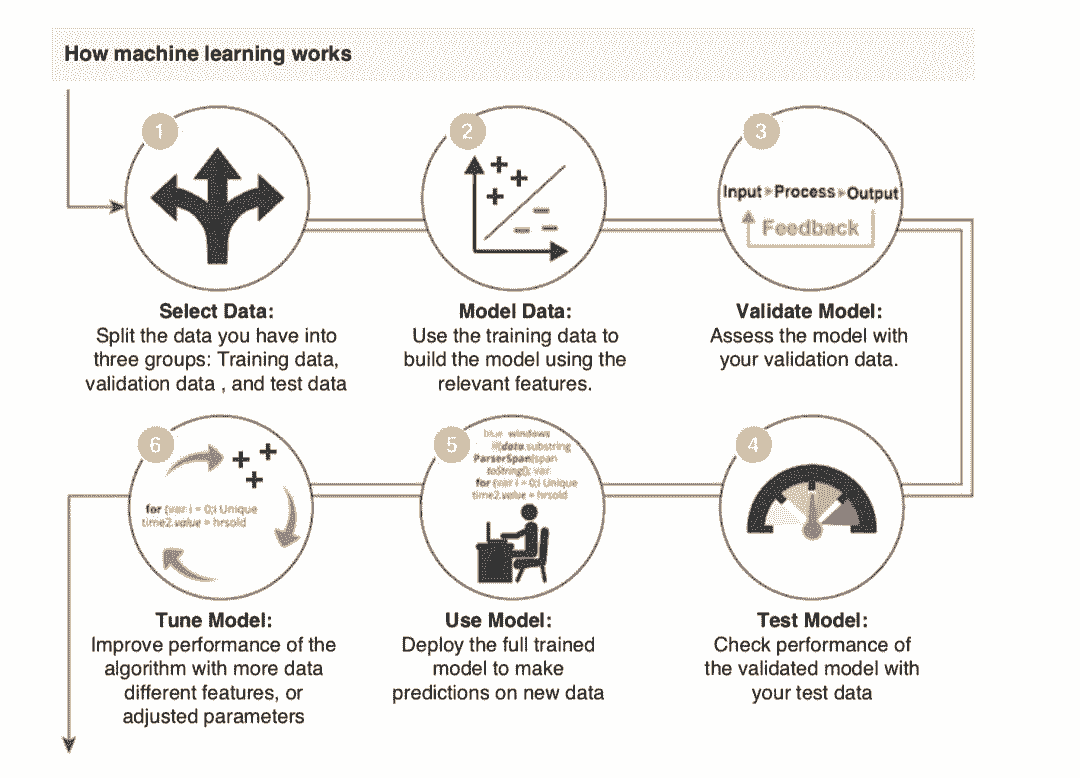 How machine learning works
1
2
3
Input Process Output
Feedback
Select Data:
Split the data you have into
three groups: Training data,
validation data , and test data
Model Data:
Use the training data to
build the model using the
relevant features.
Validate Model:
Assess the model with
your validation data.
6
for (var i = 0;i Unique
time2.value = hrsold
5
blue windows
if(data.substring
ParserSpan(span
toString(); var
for (var i = 0;i Unique
time2.value = hrsold
4
Tune Model:
Improve performance of the
algorithm with more data
different features, or
adjusted parameters
Use Model:
Deploy the full trained
model to make
predictions on new data
Test Model:
Check performance of
the validated model with
your test data